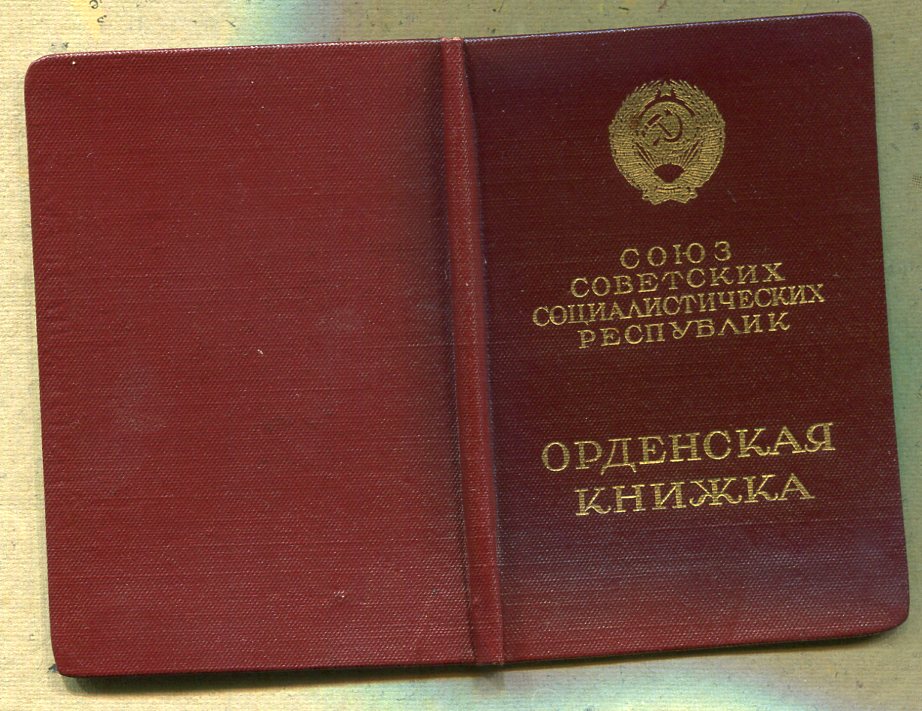 СОЮЗ
СОВЕТСКИХ
СОЦИАЛИСТИЧЕСКИХ
РЕСПУБЛИК
ОРДЕНСКАЯ
КНИЖКА